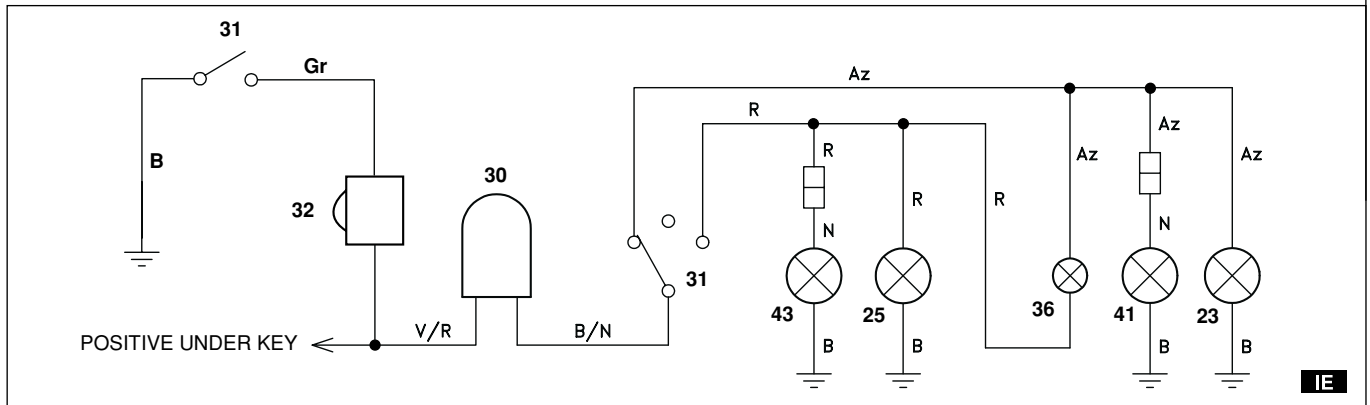 31
Gr
B
32
30
POSITIVE UNDER KEY
V/R
B/N
31
Az
R
R
N
43
B
R
25
B
R
Az
36
Az
N
41
B
Az
23
B
IE